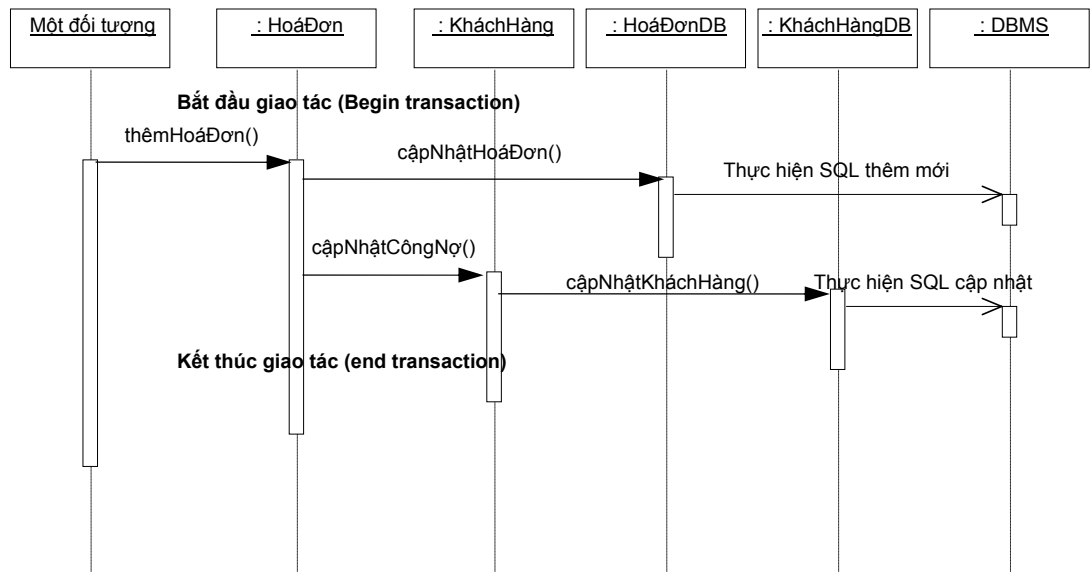 Một đối tượng
: HoáĐơn
: KháchHàng
: HoáĐơnDB
: KháchHàngDB
: DBMS
Bắt đầu giao tác (Begin transaction)
thêmHoáĐơn()
cậpNhậtHoáĐơn()
Thực hiện SQL thêm mới
cậpNhậtCôngNợ()
cậpNhậtKháchHàng()
Thực hiện SQL cập nhật
Kết thúc giao tác (end transaction)